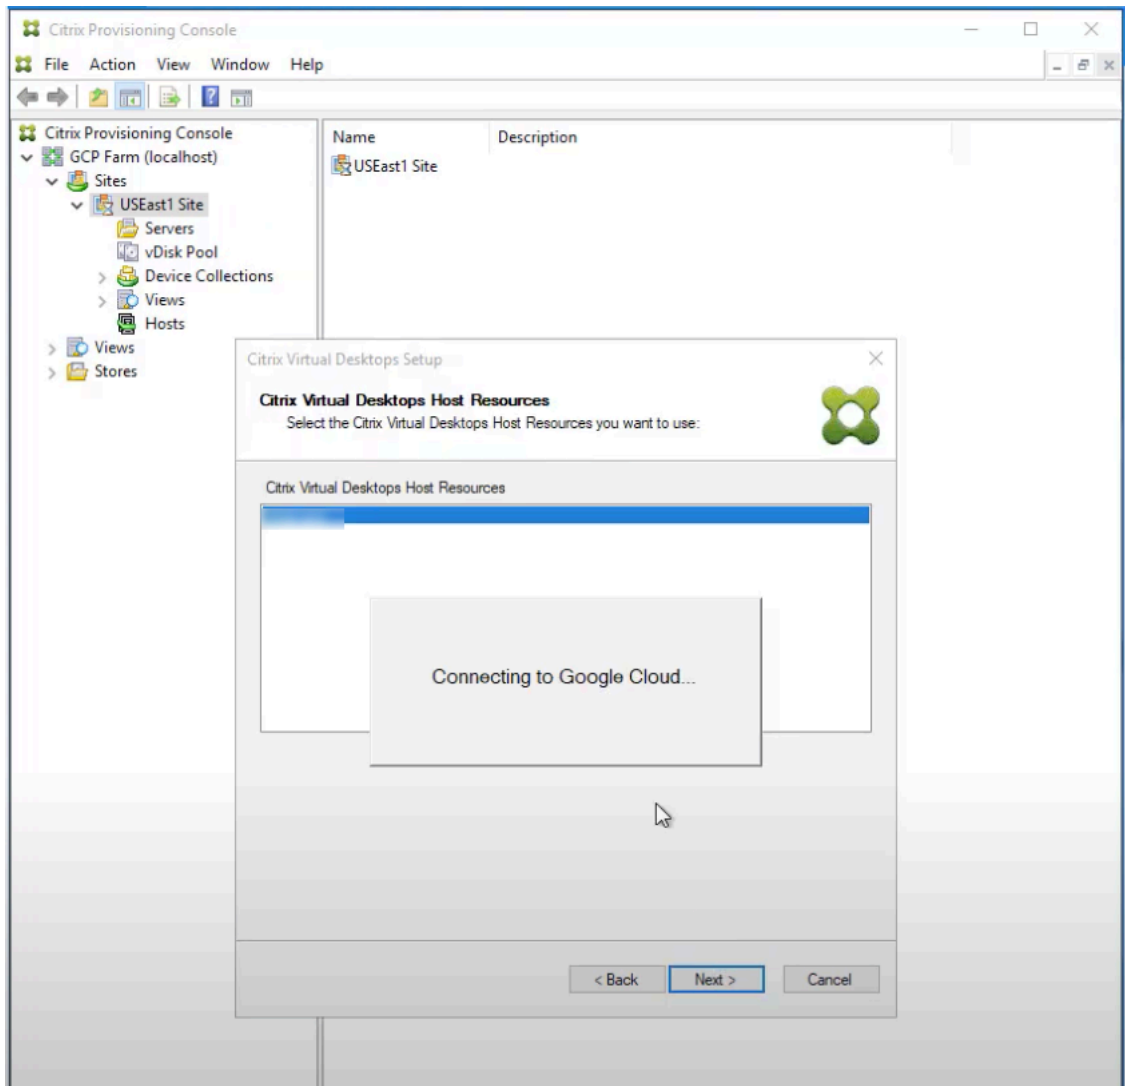 Citrix Provisioning Console
File Action View Window Help
Citrix Provisioning Console
GCP Farm (localhost)
Sites
USEast1 Site
Servers
vDisk Pool
Device Collections
Views
Hosts
Views
Stores
Name Description
USEast1 Site
Citrix Virtual Desktops Setup
Citrix Virtual Desktops Host Resources
Select the Citrix Virtual Desktops Host Resources you want to use:
Citrix Virtual Desktops Host Resources
Connecting to Google Cloud...
< Back Next > Cancel